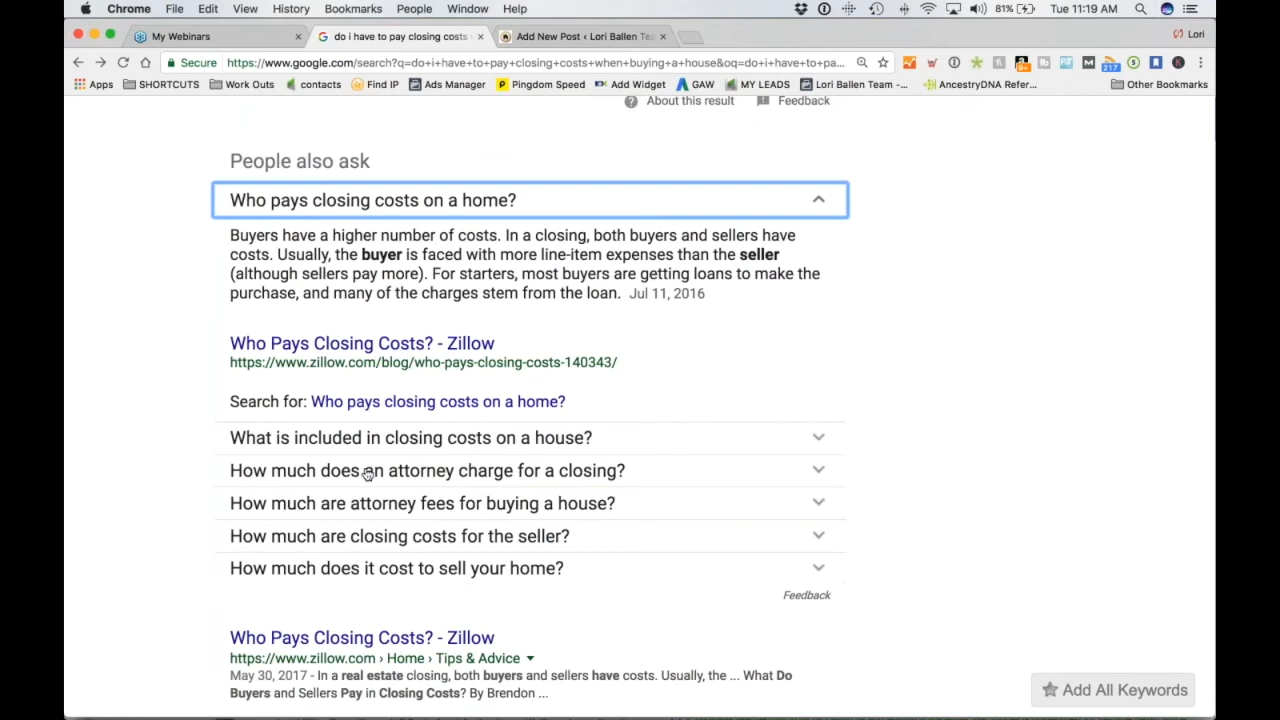 Chrome File Edit View History Bookmarks People Window Help 81% Tue 11:19 AM
My Webinars × do i have to pay closing costs × Add New Post ‹ Lori Ballen Tea × Lori
Secure https://www.google.com/search?q=do+i+have+to+pay+closing+costs+when+buying+a+house&oq=do+i+have+to+pa... 217
Apps SHORTCUTS Work Outs contacts Find IP Ads Manager Pingdom Speed Add Widget GAW MY LEADS Lori Ballen Team -... AncestryDNA Refer... Other Bookmarks
About this result Feedback
People also ask
Who pays closing costs on a home?
Buyers have a higher number of costs. In a closing, both buyers and sellers have
costs. Usually, the buyer is faced with more line-item expenses than the seller
(although sellers pay more). For starters, most buyers are getting loans to make the
purchase, and many of the charges stem from the loan. Jul 11, 2016
Who Pays Closing Costs? - Zillow
https://www.zillow.com/blog/who-pays-closing-costs-140343/
Search for: Who pays closing costs on a home?
What is included in closing costs on a house?
How much does an attorney charge for a closing?
How much are attorney fees for buying a house?
How much are closing costs for the seller?
How much does it cost to sell your home?
Feedback
Who Pays Closing Costs? - Zillow
https://www.zillow.com › Home › Tips & Advice
May 30, 2017 - In a real estate closing, both buyers and sellers have costs. Usually, the ... What Do
Buyers and Sellers Pay in Closing Costs? By Brendon ...
Add All Keywords